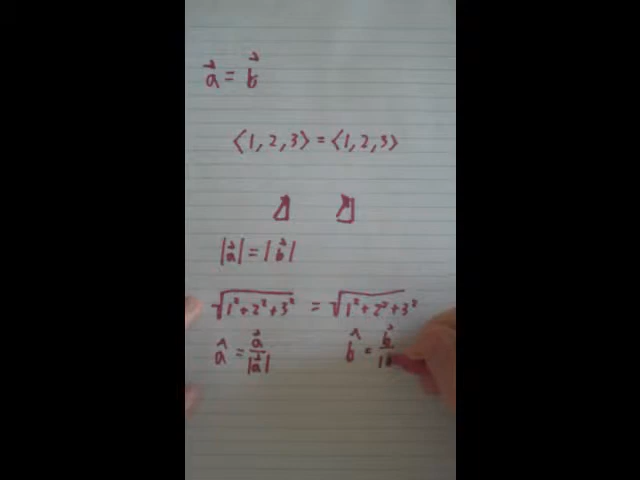 a⃗ = b⃗
⟨1, 2, 3⟩ = ⟨1, 2, 3⟩
|a⃗| = |b⃗|
√(1² + 2² + 3²) = √(1² + 2² + 3²)
â = a⃗/|a⃗| b̂ = b⃗/|